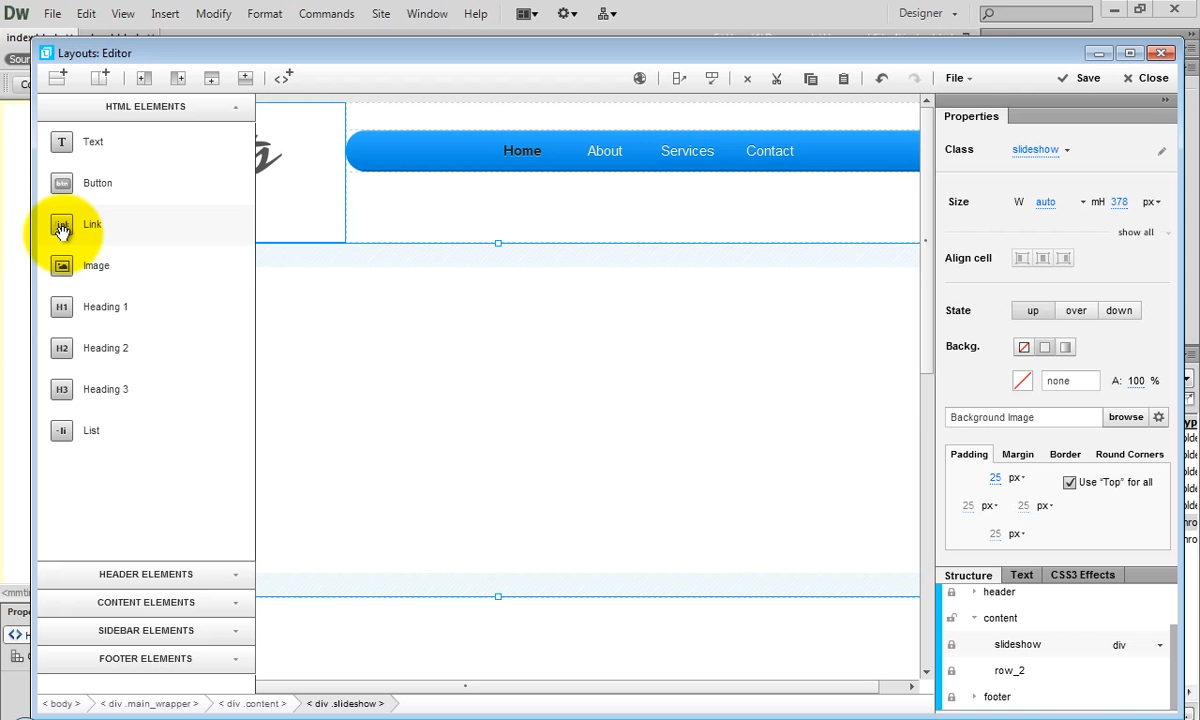 Dw File Edit View Insert Modify Format Commands Site Window Help Designer
Layouts: Editor
File Save Close
HTML ELEMENTS
T Text
btn Button
Link
Image
H1 Heading 1
H2 Heading 2
H3 Heading 3
-li List
HEADER ELEMENTS
CONTENT ELEMENTS
SIDEBAR ELEMENTS
FOOTER ELEMENTS
Home About Services Contact
Properties
Class slideshow
Size W auto mH 378 px
show all
Align cell
State up over down
Backg.
none A: 100 %
Background Image browse
Padding Margin Border Round Corners
25 px Use "Top" for all
25 px 25 px
25 px
Structure Text CSS3 Effects
header
content
slideshow div
row_2
footer
< body > < div .main_wrapper > < div .content > < div .slideshow >